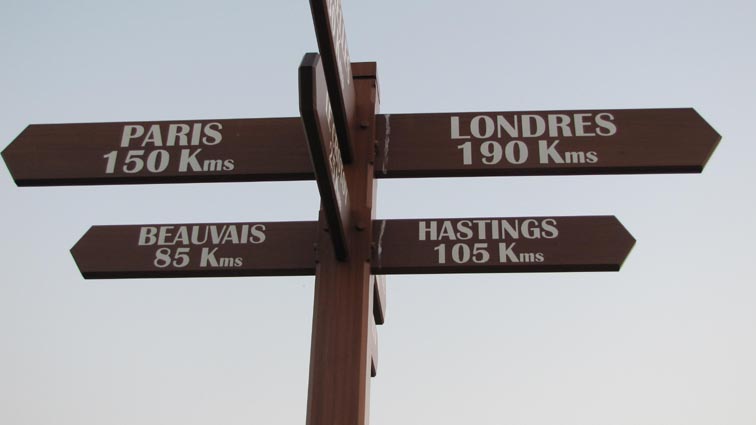 PARIS
150 Kms
LONDRES
190 Kms
BEAUVAIS
85 Kms
HASTINGS
105 Kms